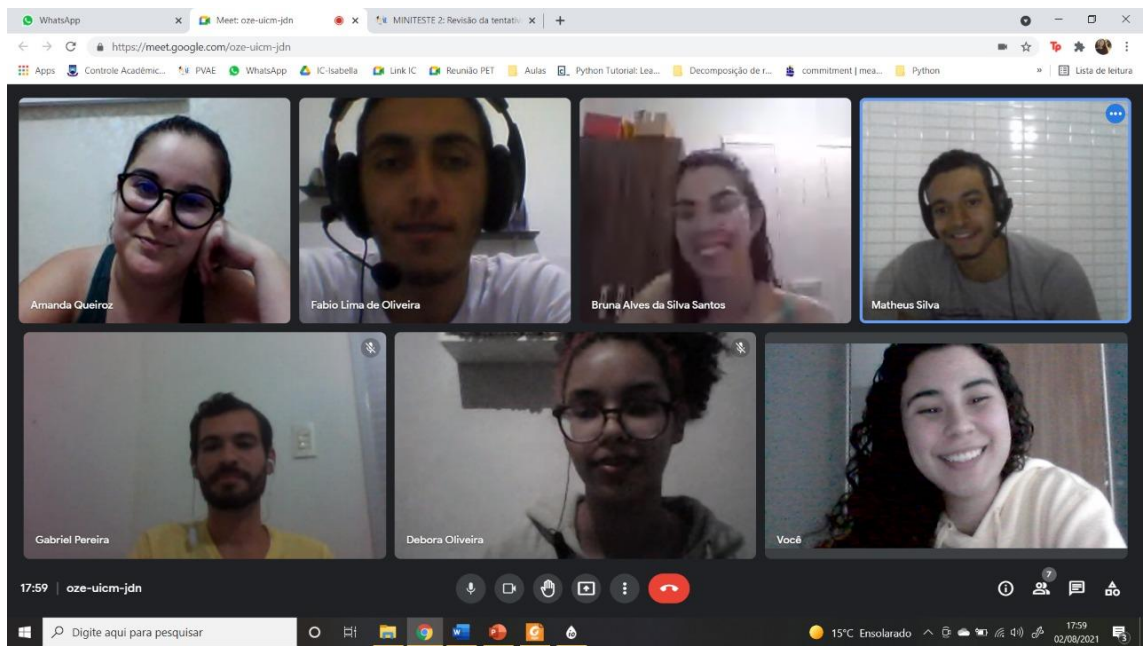 WhatsApp
Meet: oze-uicm-jdn
MINITESTE 2: Revisão da tentativ
https://meet.google.com/oze-uicm-jdn
Apps
Controle Acadêmic...
PVAE
WhatsApp
IC-Isabella
Link IC
Reunião PET
Aulas
Python Tutorial: Lea...
Decomposição de r...
commitment | mea...
Python
»
Lista de leitura
Amanda Queiroz
Fabio Lima de Oliveira
Bruna Alves da Silva Santos
Matheus Silva
Gabriel Pereira
Debora Oliveira
Você
17:59 | oze-uicm-jdn
7
Digite aqui para pesquisar
15°C Ensolarado
17:59
02/08/2021
3